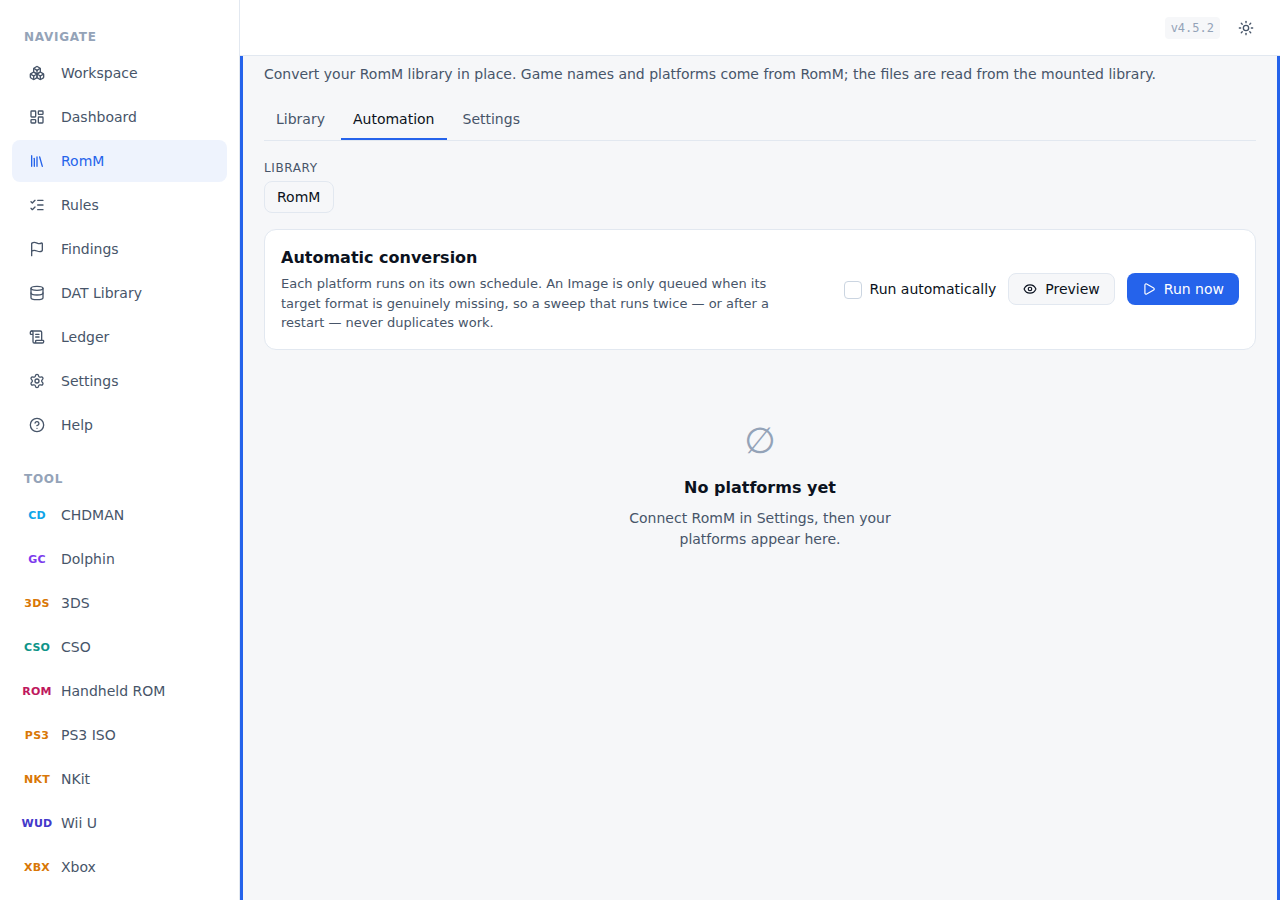 NAVIGATE
Workspace
Dashboard
RomM
Rules
Findings
DAT Library
Ledger
Settings
Help
TOOL
CD CHDMAN
GC Dolphin
3DS 3DS
CSO CSO
ROM Handheld ROM
PS3 PS3 ISO
NKT NKit
WUD Wii U
XBX Xbox
v4.5.2
Convert your RomM library in place. Game names and platforms come from RomM; the files are read from the mounted library.
Library Automation Settings
LIBRARY
RomM
Automatic conversion
Each platform runs on its own schedule. An Image is only queued when its
target format is genuinely missing, so a sweep that runs twice — or after a
restart — never duplicates work.
Run automatically Preview Run now
No platforms yet
Connect RomM in Settings, then your
platforms appear here.